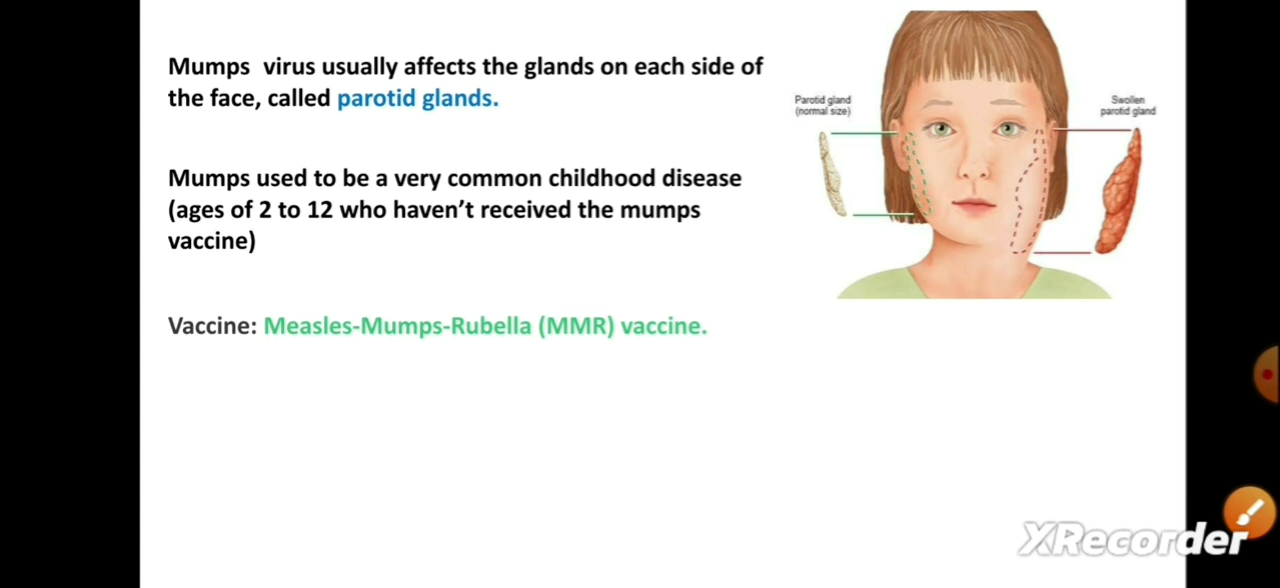 Mumps  virus usually affects the glands on each side of
the face, called parotid glands.
Parotid gland
(normal size)
Swollen
parotid gland
Mumps used to be a very common childhood disease
(ages of 2 to 12 who haven’t received the mumps
vaccine)
Vaccine: Measles-Mumps-Rubella (MMR) vaccine.
XRecorder